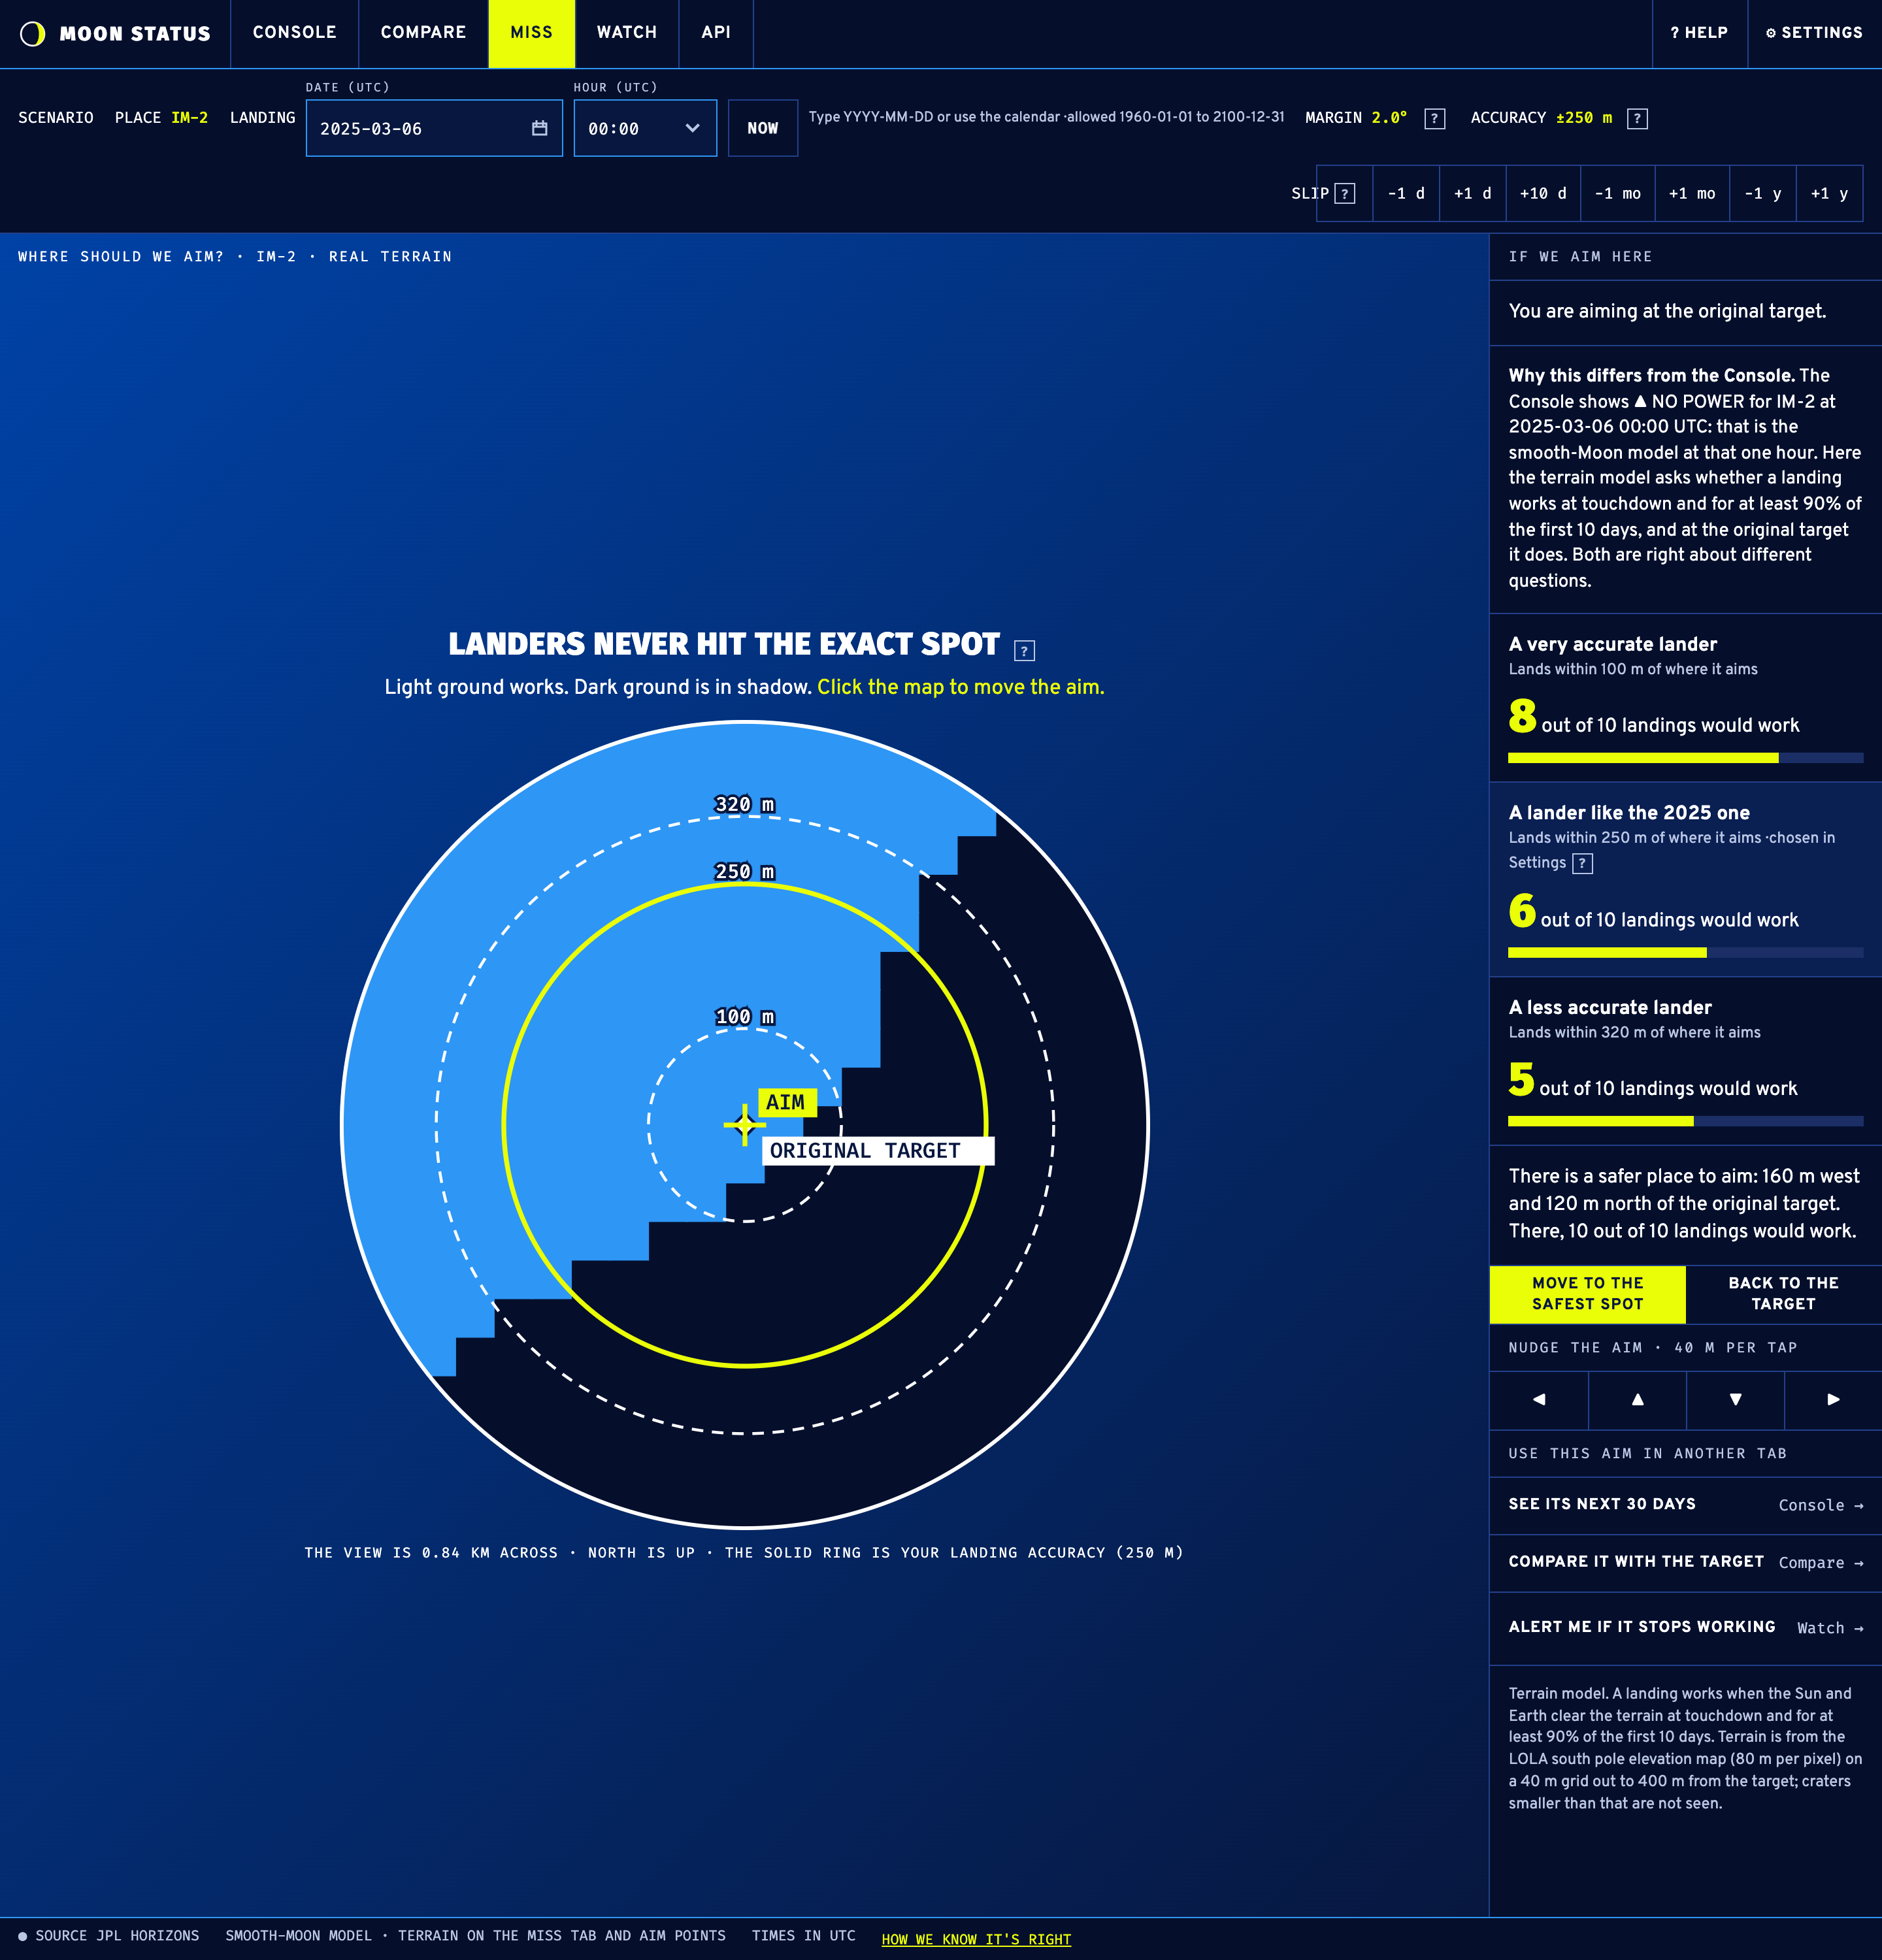 MOON STATUS
CONSOLE
COMPARE
MISS
WATCH
API
? HELP
⚙ SETTINGS
DATE (UTC)
HOUR (UTC)
SCENARIO
PLACE IM-2
LANDING
2025-03-06
00:00
NOW
Type YYYY-MM-DD or use the calendar ·allowed 1960-01-01 to 2100-12-31
MARGIN 2.0° ?
ACCURACY ±250 m ?
SLIP ?
-1 d
+1 d
+10 d
-1 mo
+1 mo
-1 y
+1 y
WHERE SHOULD WE AIM? · IM-2 · REAL TERRAIN
LANDERS NEVER HIT THE EXACT SPOT ?
Light ground works. Dark ground is in shadow. Click the map to move the aim.
320 m
250 m
100 m
AIM
ORIGINAL TARGET
THE VIEW IS 0.84 KM ACROSS · NORTH IS UP · THE SOLID RING IS YOUR LANDING ACCURACY (250 M)
IF WE AIM HERE
You are aiming at the original target.
Why this differs from the Console. The
Console shows ▲ NO POWER for IM-2 at
2025-03-06 00:00 UTC: that is the
smooth-Moon model at that one hour. Here
the terrain model asks whether a landing
works at touchdown and for at least 90% of
the first 10 days, and at the original target
it does. Both are right about different
questions.
A very accurate lander
Lands within 100 m of where it aims
8 out of 10 landings would work
A lander like the 2025 one
Lands within 250 m of where it aims ·chosen in
Settings ?
6 out of 10 landings would work
A less accurate lander
Lands within 320 m of where it aims
5 out of 10 landings would work
There is a safer place to aim: 160 m west
and 120 m north of the original target.
There, 10 out of 10 landings would work.
MOVE TO THE
SAFEST SPOT
BACK TO THE
TARGET
NUDGE THE AIM · 40 M PER TAP
◄ ▲ ▼ ►
USE THIS AIM IN ANOTHER TAB
SEE ITS NEXT 30 DAYS Console →
COMPARE IT WITH THE TARGET Compare →
ALERT ME IF IT STOPS WORKING Watch →
Terrain model. A landing works when the Sun and
Earth clear the terrain at touchdown and for at
least 90% of the first 10 days. Terrain is from the
LOLA south pole elevation map (80 m per pixel) on
a 40 m grid out to 400 m from the target; craters
smaller than that are not seen.
SOURCE JPL HORIZONS
SMOOTH-MOON MODEL · TERRAIN ON THE MISS TAB AND AIM POINTS
TIMES IN UTC
HOW WE KNOW IT'S RIGHT